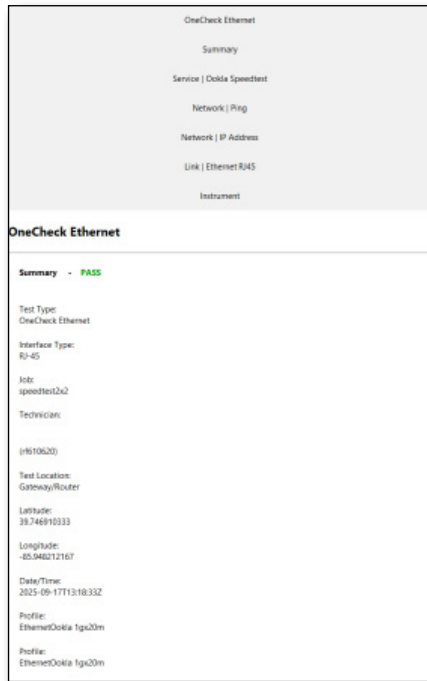 OneCheck Ethernet
Summary
Service | Ookla Speedtest
Network | Ping
Network | IP Address
Link | Ethernet RJ45
Instrument
OneCheck Ethernet
Summary - PASS
Test Type:
OneCheck Ethernet
Interface Type:
RJ-45
Job:
speedtest2x2
Technician:
(rf610620)
Test Location:
Gateway/Router
Latitude:
39.746910333
Longitude:
-85.948212167
Date/Time:
2025-09-17T13:18:33Z
Profile:
EthernetOokla 1gx20m
Profile:
EthernetOokla 1gx20m